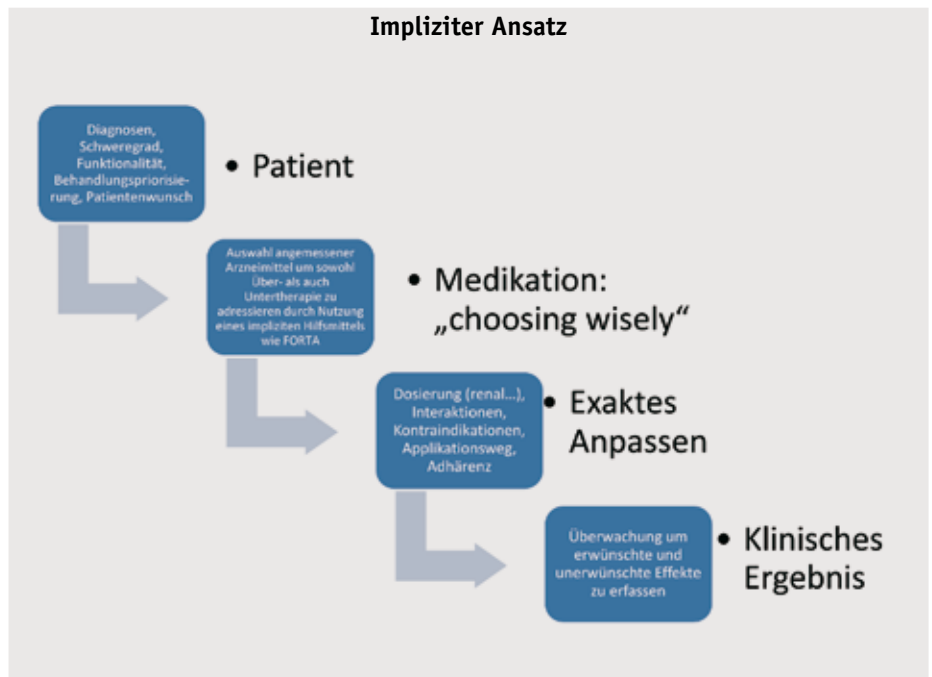 Impliziter Ansatz
Diagnosen,
Schweregrad,
Funktionalität,
Behandlungspriorisie-
rung, Patientenwunsch
• Patient
Auswahl angemessener
Arzneimittel um sowohl
Über- als auch
Untertherapie zu
adressieren durch Nutzung
eines impliziten Hilfsmittels
wie FORTA
• Medikation:
„choosing wisely“
Dosierung (renal...),
Interaktionen,
Kontraindikationen,
Applikationsweg,
Adhärenz
• Exaktes
Anpassen
Überwachung um
erwünschte und
unerwünschte Effekte
zu erfassen
• Klinisches
Ergebnis